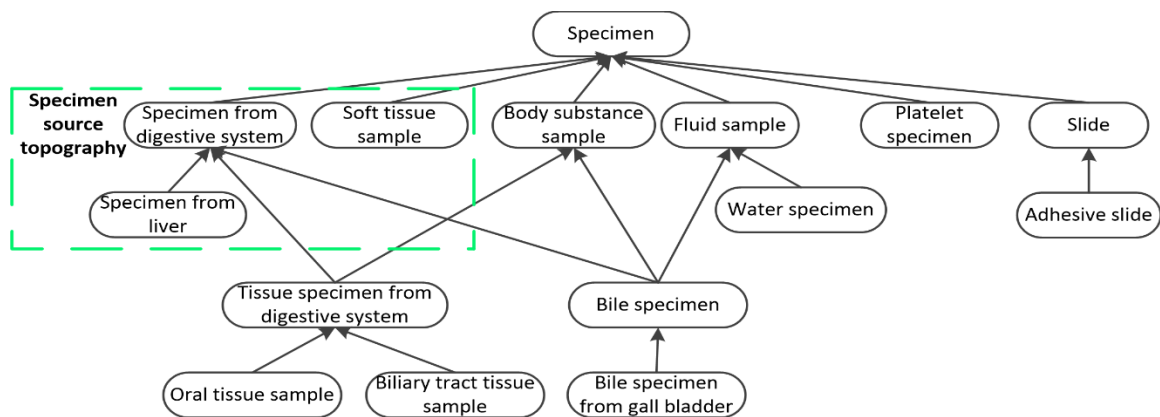 Specimen
Specimen
source
topography
Specimen from
digestive system
Soft tissue
sample
Body substance
sample
Fluid sample
Platelet
specimen
Slide
Specimen from
liver
Water specimen
Adhesive slide
Tissue specimen from
digestive system
Bile specimen
Oral tissue sample
Biliary tract tissue
sample
Bile specimen
from gall bladder